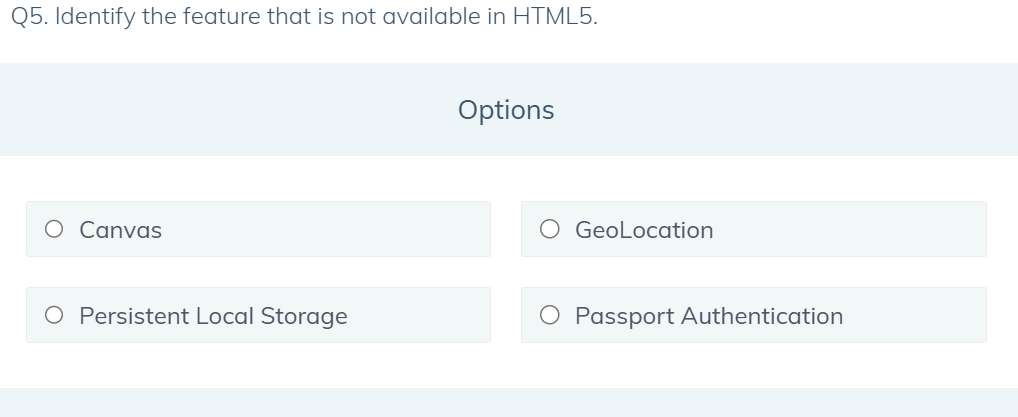 Q5. Identify the feature that is not available in HTML5.
Options
Canvas
GeoLocation
Persistent Local Storage
Passport Authentication